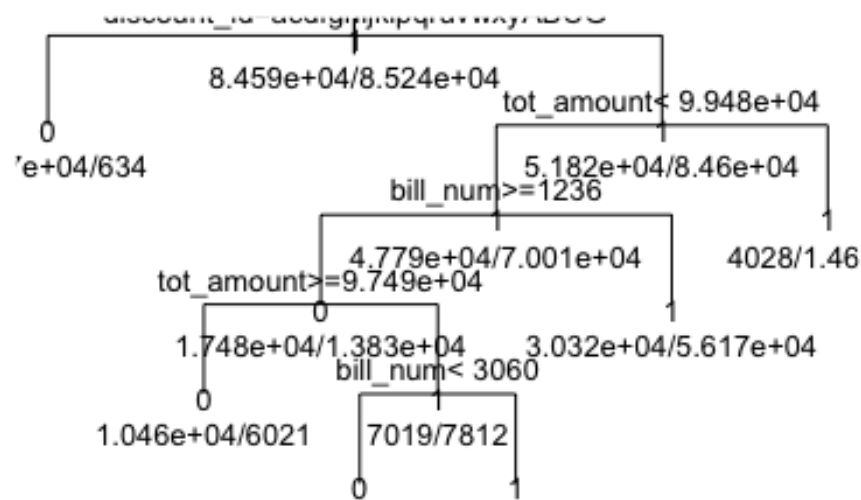 8.459e+04/8.524e+04
tot_amount< 9.948e+04
0
'e+04/634
5.182e+04/8.46e+04
bill_num>=1236
1
1
4.779e+04/7.001e+04
4028/1.46
tot_amount>=9.749e+04
0
1
1.748e+04/1.383e+04
3.032e+04/5.617e+04
bill_num< 3060
0
1
1.046e+04/6021
7019/7812
0
1